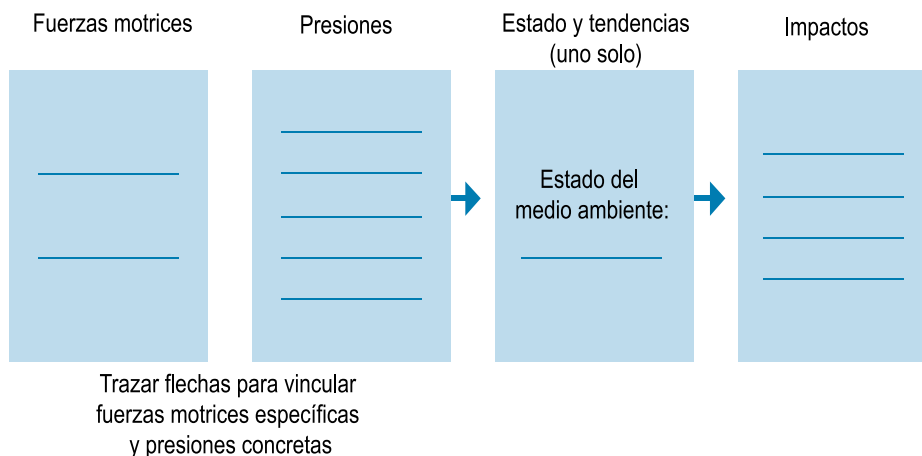 Fuerzas motrices
Presiones
Estado y tendencias
(uno solo)
Impactos
Estado del
medio ambiente:
Trazar flechas para vincular
fuerzas motrices específicas
y presiones concretas